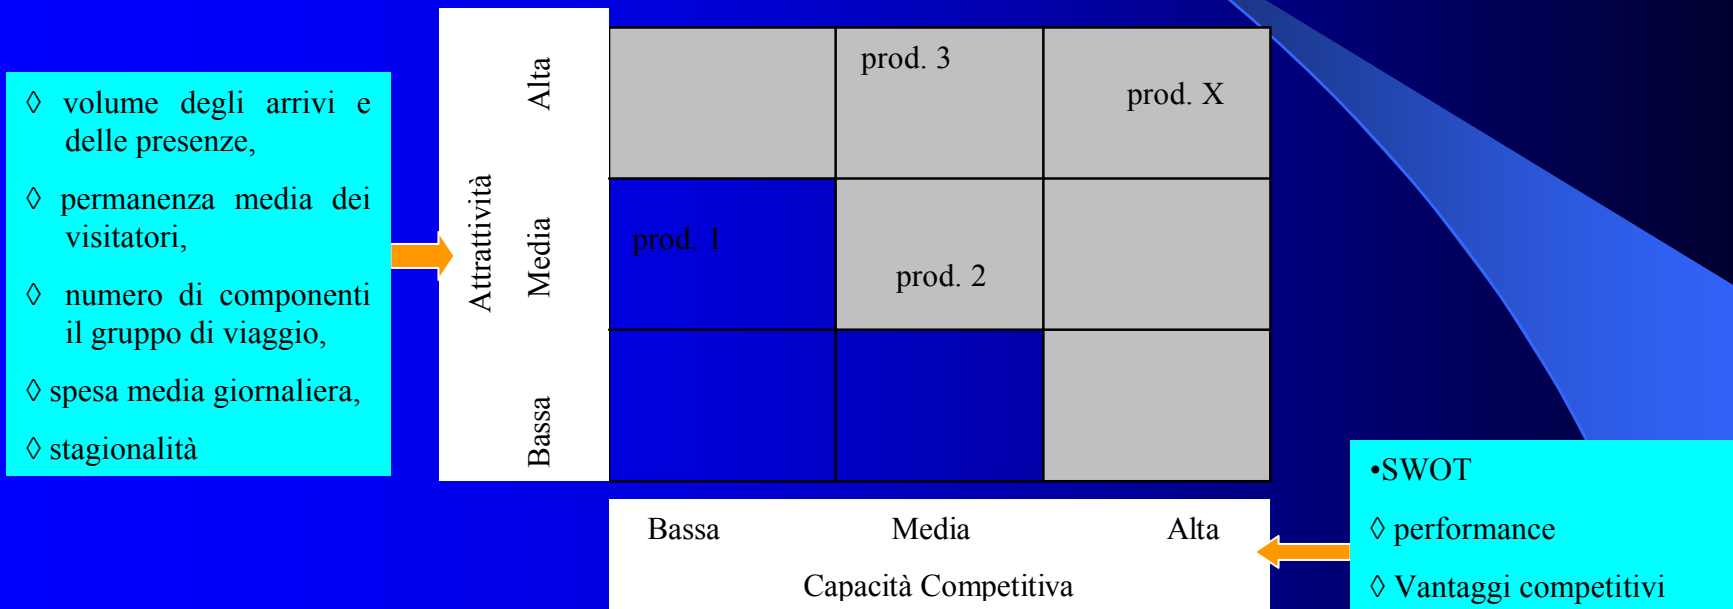 ◊ volume degli arrivi e
delle presenze,
◊ permanenza media dei
visitatori,
◊ numero di componenti
il gruppo di viaggio,
◊ spesa media giornaliera,
◊ stagionalità
Attrattività
Alta
Media
Bassa
prod. 3
prod. X
prod. 1
prod. 2
Bassa Media Alta
Capacità Competitiva
•SWOT
◊ performance
◊ Vantaggi competitivi